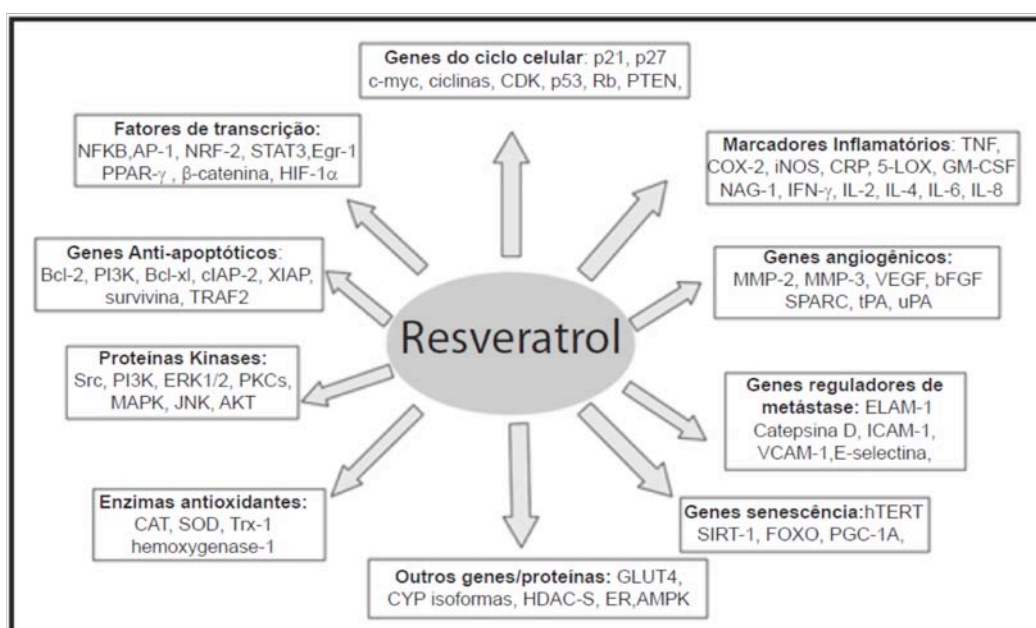 Genes do ciclo celular: p21, p27
c-myc, ciclinas, CDK, p53, Rb, PTEN,
Fatores de transcrição:
NFKB,AP-1, NRF-2, STAT3,Egr-1
PPAR-γ , β-catenina, HIF-1α
Marcadores Inflamatórios: TNF,
COX-2, iNOS, CRP, 5-LOX, GM-CSF
NAG-1, IFN-γ, IL-2, IL-4, IL-6, IL-8
Genes Anti-apoptóticos:
Bcl-2, PI3K, Bcl-xl, cIAP-2, XIAP,
survivina, TRAF2
Genes angiogênicos:
MMP-2, MMP-3, VEGF, bFGF
SPARC, tPA, uPA
Resveratrol
Proteínas Kinases:
Src, PI3K, ERK1/2, PKCs,
MAPK, JNK, AKT
Genes reguladores de
metástase: ELAM-1
Catepsina D, ICAM-1,
VCAM-1,E-selectina,
Enzimas antioxidantes:
CAT, SOD, Trx-1
hemoxygenase-1
Genes senescência:hTERT
SIRT-1, FOXO, PGC-1A,
Outros genes/proteínas: GLUT4,
CYP isoformas, HDAC-S, ER,AMPK